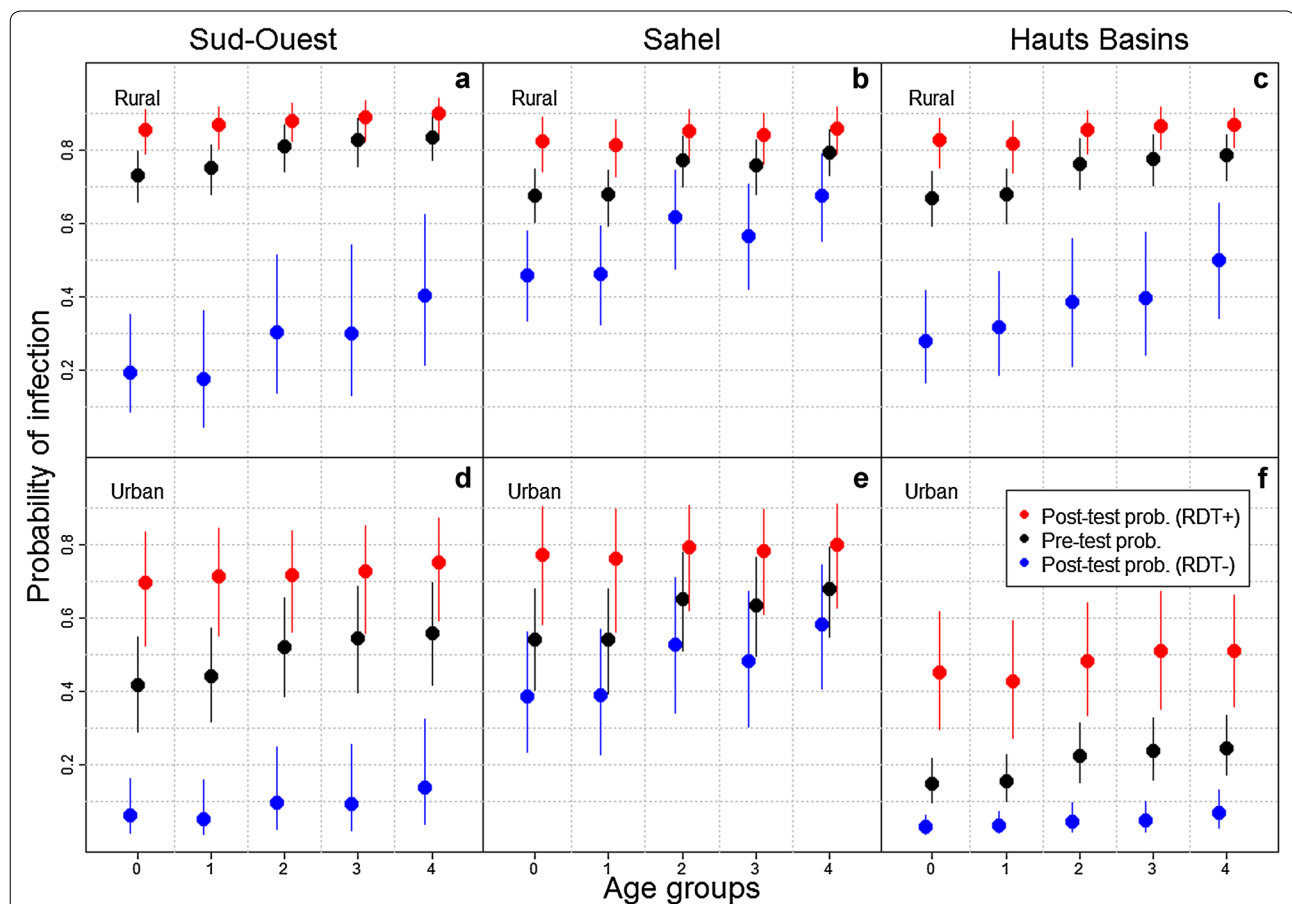 Sud-Ouest
Sahel
Hauts Basins
Probability of infection
a
Rural
0.8
0.6
0.4
0.2
b
Rural
c
Rural
d
Urban
0.8
0.6
0.4
0.2
0 1 2 3 4
e
Urban
0 1 2 3 4
f
Urban
Post-test prob. (RDT+)
Pre-test prob.
Post-test prob. (RDT-)
0 1 2 3 4
Age groups